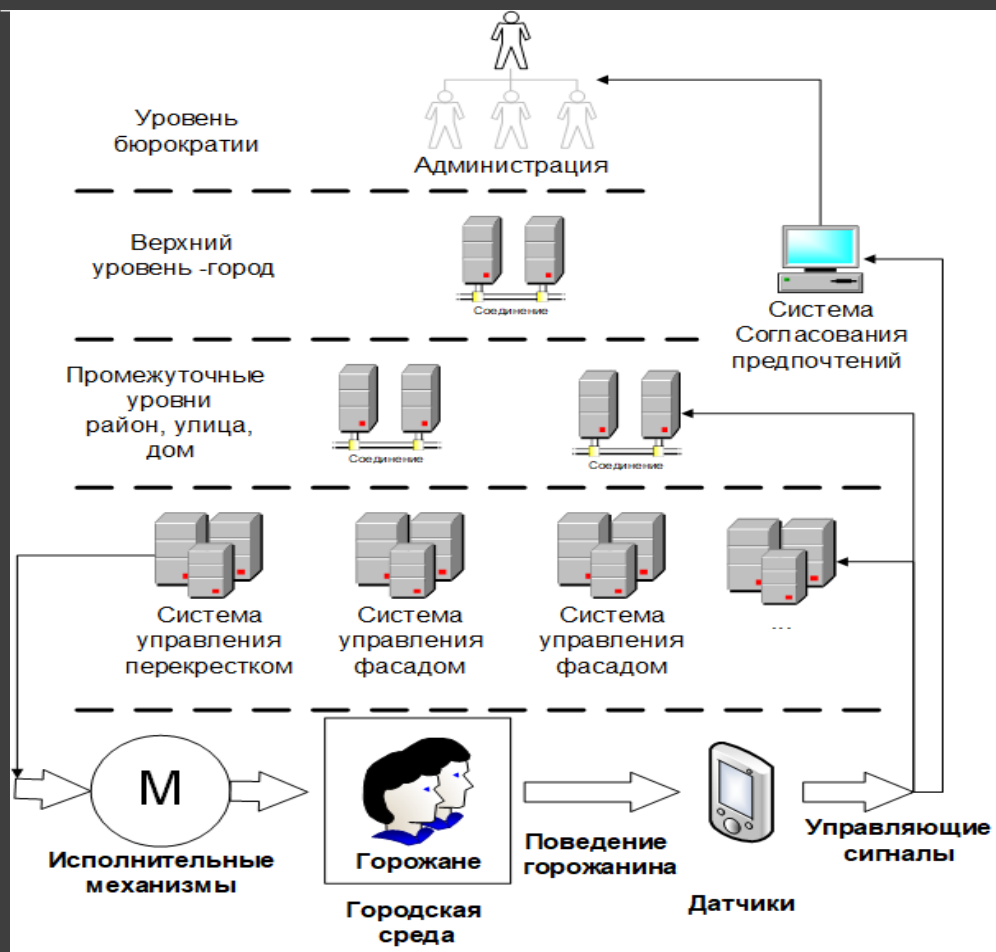 Уровень
бюрократии
Администрация
Верхний
уровень -город
Соединение
Система
Согласования
предпочтений
Промежуточные
уровни
район, улица,
дом
Соединение
Соединение
Система
управления
перекрестком
Система
управления
фасадом
Система
управления
фасадом
...
М
Исполнительные
механизмы
Горожане
Городская
среда
Поведение
горожанина
Датчики
Управляющие
сигналы